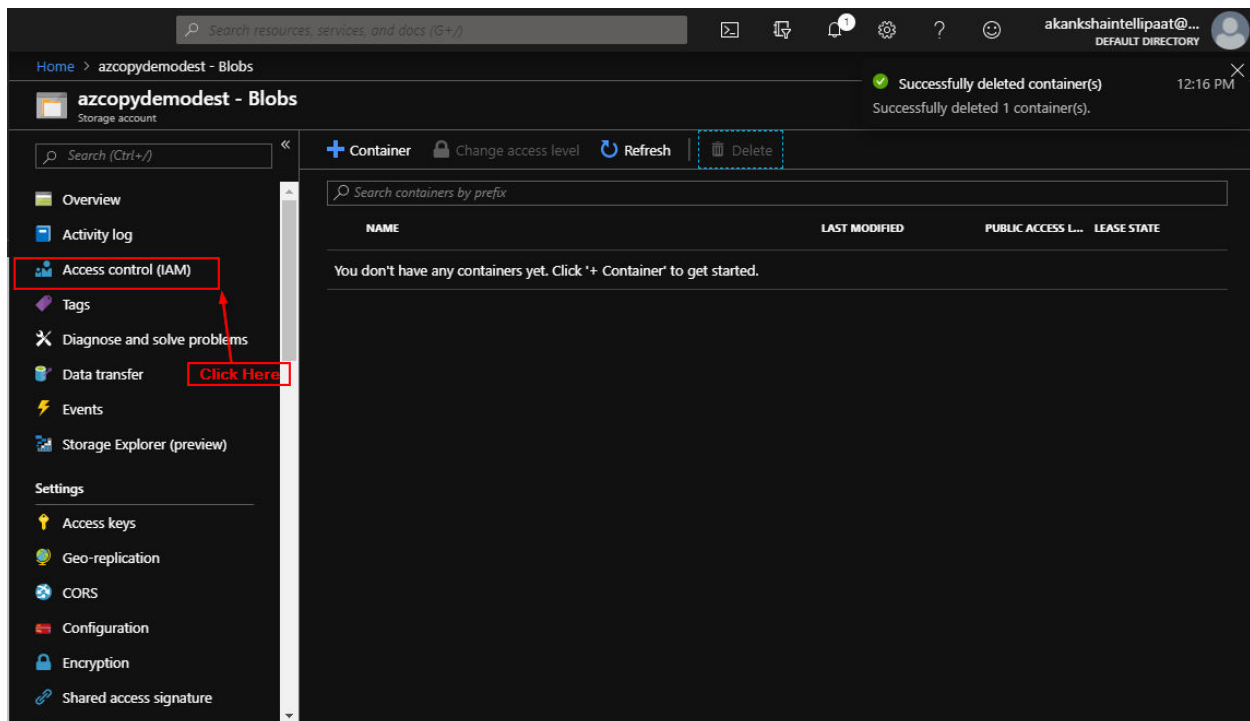 Search resources, services, and docs (G+/)
1
akankshaintellipaat@...
DEFAULT DIRECTORY
Home > azcopydemodest - Blobs
azcopydemodest - Blobs
Storage account
Successfully deleted container(s) 12:16 PM
Successfully deleted 1 container(s).
Search (Ctrl+/)
«
Container
Change access level
Refresh
Delete
Search containers by prefix
NAME LAST MODIFIED PUBLIC ACCESS L... LEASE STATE
You don't have any containers yet. Click '+ Container' to get started.
Overview
Activity log
Access control (IAM)
Tags
Diagnose and solve problems
Data transfer
Click Here
Events
Storage Explorer (preview)
Settings
Access keys
Geo-replication
CORS
Configuration
Encryption
Shared access signature